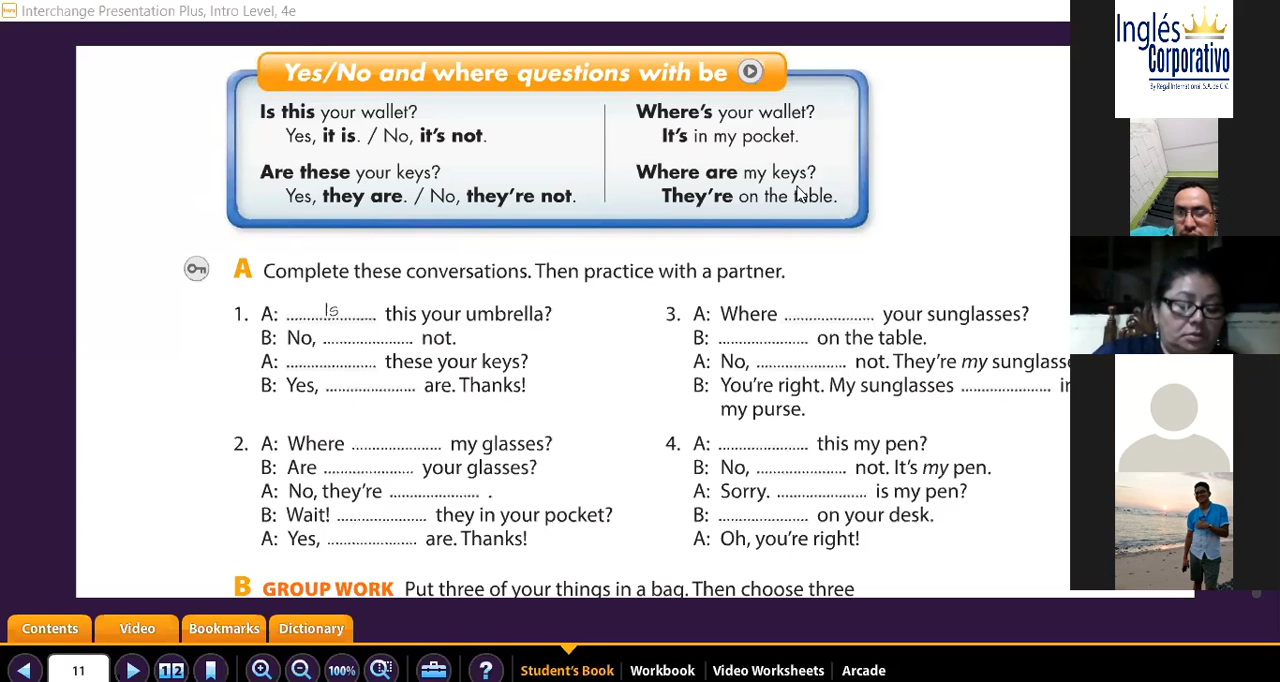 Interchange Presentation Plus, Intro Level, 4e
Yes/No and where questions with be
Is this your wallet?
Yes, it is. / No, it's not.
Are these your keys?
Yes, they are. / No, they're not.
Where's your wallet?
It's in my pocket.
Where are my keys?
They're on the table.
A Complete these conversations. Then practice with a partner.
1. A: ......Is...... this your umbrella?
B: No, .................... not.
A: .................... these your keys?
B: Yes, .................... are. Thanks!
2. A: Where .................... my glasses?
B: Are .................... your glasses?
A: No, they're .................... .
B: Wait! .................... they in your pocket?
A: Yes, .................... are. Thanks!
3. A: Where .................... your sunglasses?
B: .................... on the table.
A: No, .................... not. They're my sunglasse
B: You're right. My sunglasses .................... in
my purse.
4. A: .................... this my pen?
B: No, .................... not. It's my pen.
A: Sorry. .................... is my pen?
B: .................... on your desk.
A: Oh, you're right!
B GROUP WORK Put three of your things in a bag. Then choose three
Inglés
Corporativo
By Regal International, S.A. de C.V.
Contents
Video
Bookmarks
Dictionary
11
12
100%
?
Student's Book
Workbook
Video Worksheets
Arcade